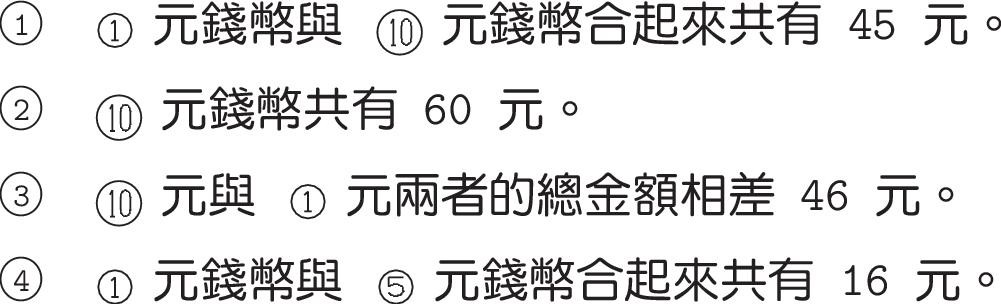 ① ① 元錢幣與 ⑩ 元錢幣合起來共有 45 元。
② ⑩ 元錢幣共有 60 元。
③ ⑩ 元與 ① 元兩者的總金額相差 46 元。
④ ① 元錢幣與 ⑤ 元錢幣合起來共有 16 元。